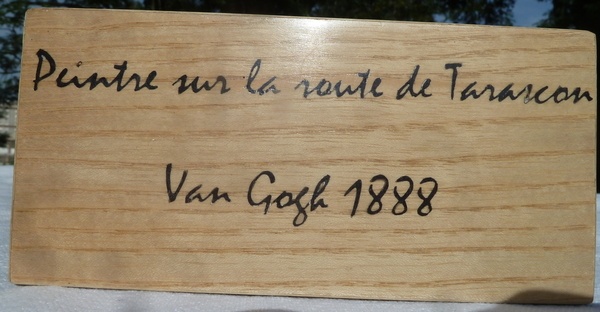 Peintre sur la route de Tarascon
Van Gogh 1888